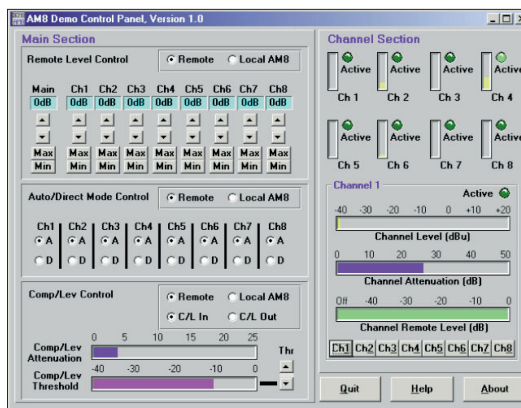 AM8 Demo Control Panel, Version 1.0
Main Section
Remote Level Control
Remote Local AM8
Main Ch1 Ch2 Ch3 Ch4 Ch5 Ch6 Ch7 Ch8
0dB 0dB 0dB 0dB 0dB 0dB 0dB 0dB 0dB
Max Max Max Max Max Max Max Max Max
Min Min Min Min Min Min Min Min Min
Auto/Direct Mode Control
Remote Local AM8
Ch1 Ch2 Ch3 Ch4 Ch5 Ch6 Ch7 Ch8
A A A A A A A A
D D D D D D D D
Comp/Lev Control
Remote Local AM8
C/L In C/L Out
0 5 10 15 20 25
Comp/Lev
Attenuation
-40 -30 -20 -10 0
Comp/Lev
Threshold
Thr
Channel Section
Active Active Active Active
Ch 1 Ch 2 Ch 3 Ch 4
Active Active Active Active
Ch 5 Ch 6 Ch 7 Ch 8
Channel 1
Active
-40 -30 -20 -10 0 +10 +20
Channel Level (dBu)
0 10 20 30 40 50
Channel Attenuation (dB)
Off -40 -30 -20 -10 0
Channel Remote Level (dB)
Ch1 Ch2 Ch3 Ch4 Ch5 Ch6 Ch7 Ch8
Quit Help About